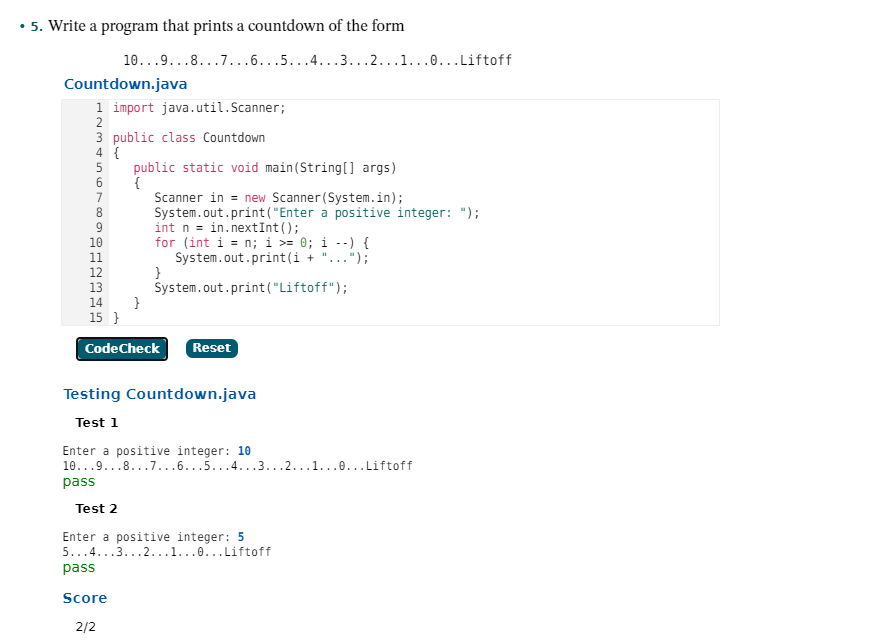 • 5. Write a program that prints a countdown of the form
10...9...8...7...6...5...4...3...2...1...0...Liftoff
Countdown.java
1 import java.util.Scanner;
2
3 public class Countdown
4 {
5    public static void main(String[] args)
6    {
7       Scanner in = new Scanner(System.in);
8       System.out.print("Enter a positive integer: ");
9       int n = in.nextInt();
10       for (int i = n; i >= 0; i --) {
11          System.out.print(i + "...");
12       }
13       System.out.print("Liftoff");
14    }
15 }
CodeCheck Reset
Testing Countdown.java
Test 1
Enter a positive integer: 10
10...9...8...7...6...5...4...3...2...1...0...Liftoff
pass
Test 2
Enter a positive integer: 5
5...4...3...2...1...0...Liftoff
pass
Score
2/2